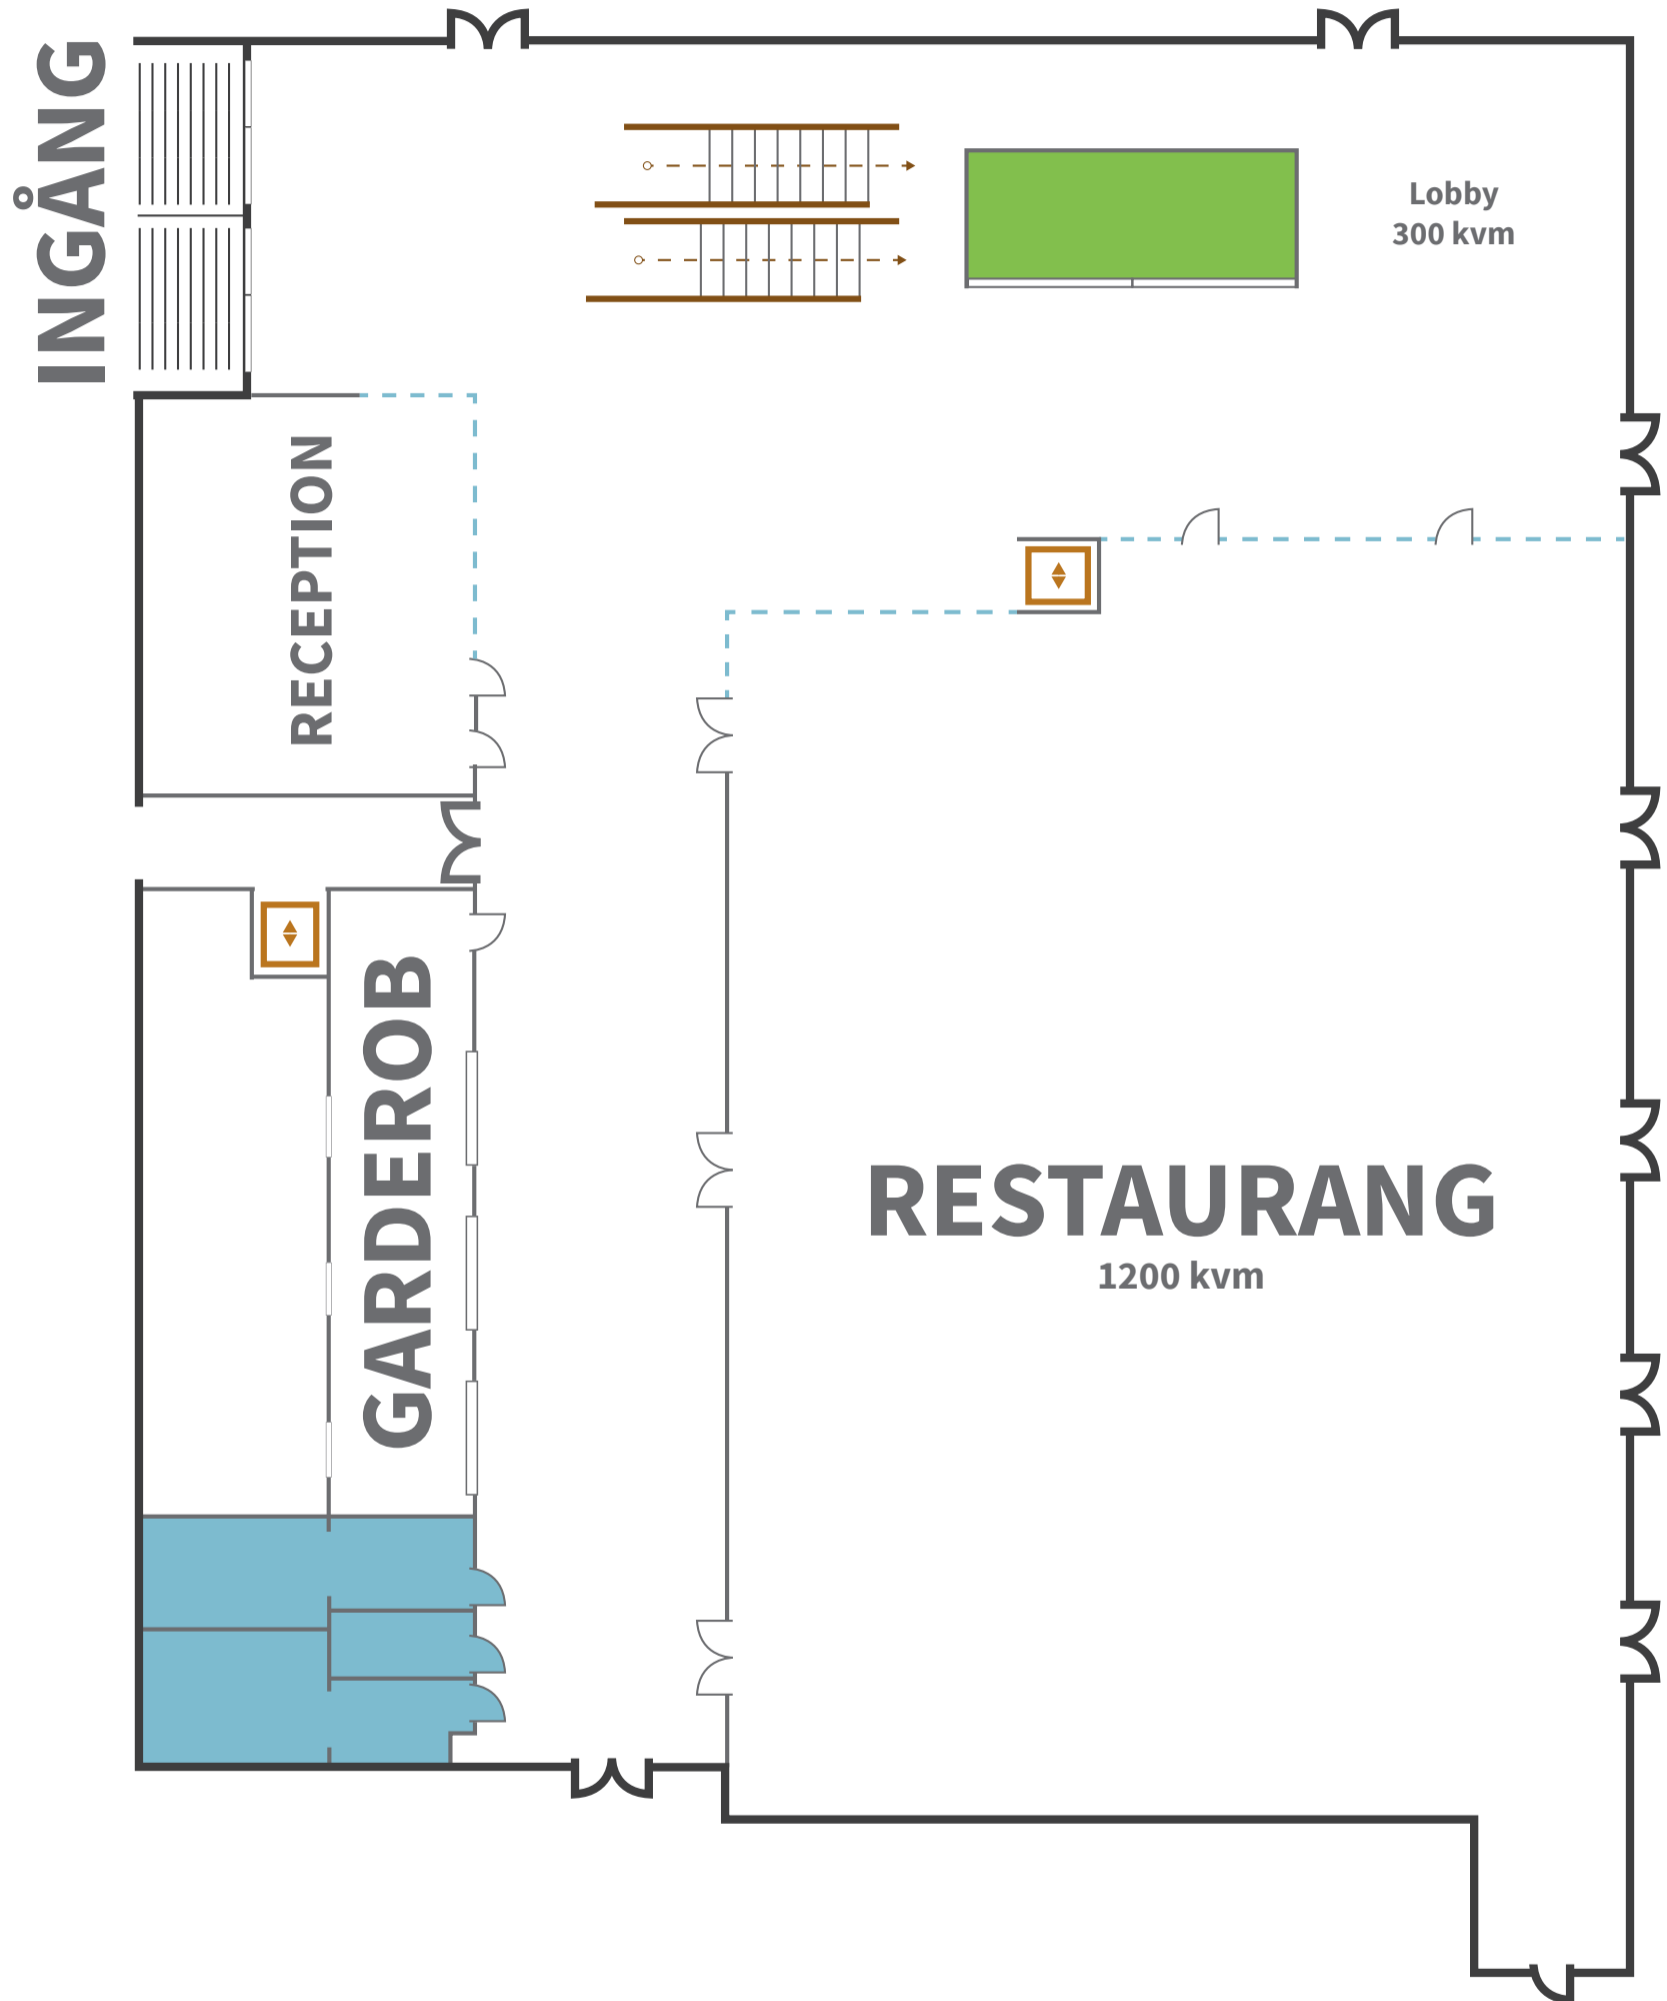 INGÅNG
Lobby
300 kvm
RECEPTION
GARDEROB
RESTAURANG
1200 kvm